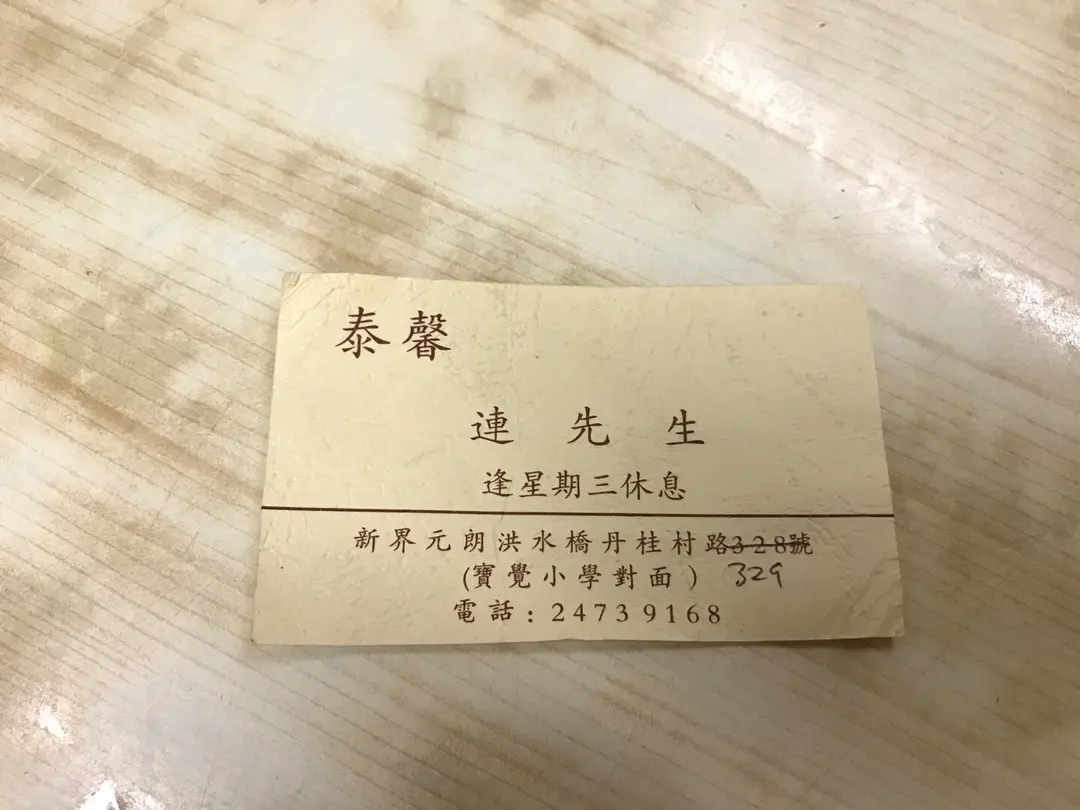 泰馨
連先生
逢星期三休息
新界元朗洪水橋丹桂村路328號
(寶覺小學對面) 329
電話: 24739168